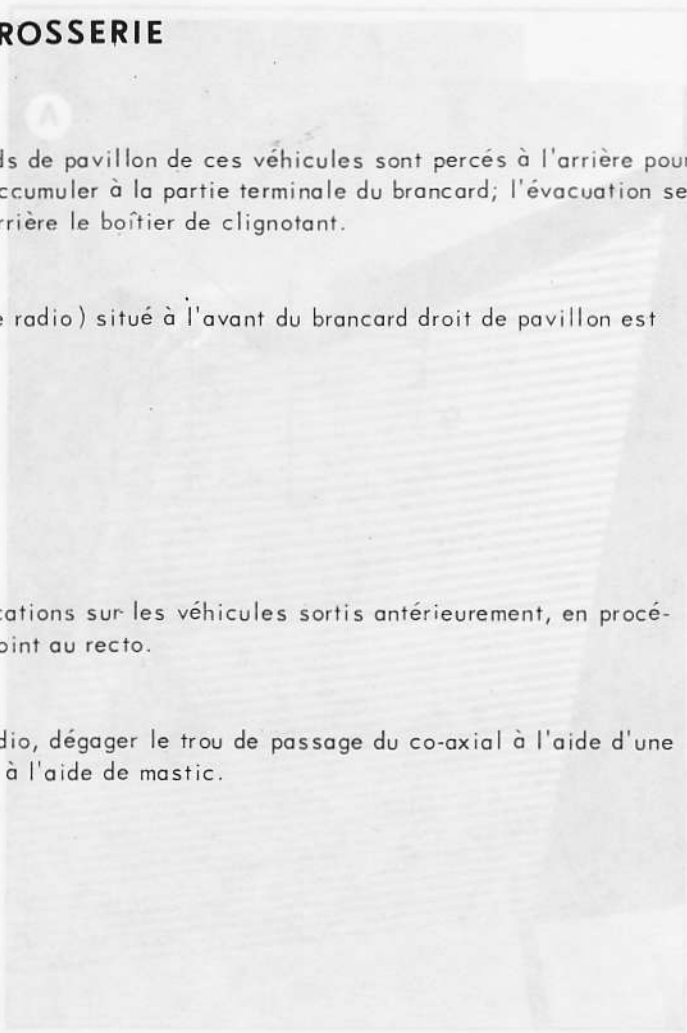 ROSSERIE
ds de pavillon de ces véhicules sont percés à l'arrière pour
ccumuler à la partie terminale du brancard; l'évacuation se
rrière le boîtier de clignotant.
e radio) situé à l'avant du brancard droit de pavillon est
cations sur les véhicules sortis antérieurement, en procé-
oint au recto.
dio, dégager le trou de passage du co-axial à l'aide d'une
à l'aide de mastic.